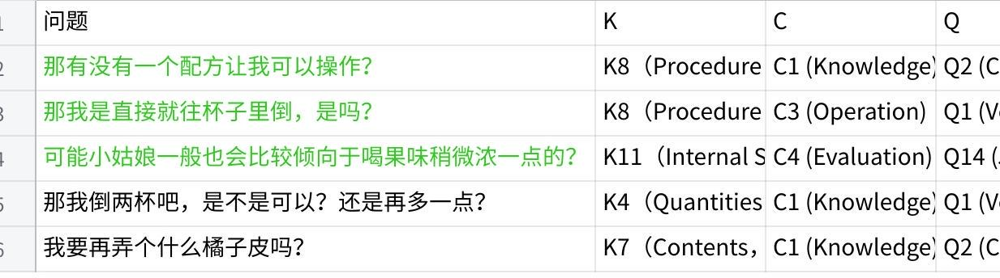 1 问题 K C Q
2 那有没有一个配方让我可以操作？ K8（Procedure C1 (Knowledge) Q2 (C
3 那我是直接就往杯子里倒，是吗？ K8（Procedure C3 (Operation) Q1 (V
4 可能小姑娘一般也会比较倾向于喝果味稍微浓一点的？ K11（Internal S C4 (Evaluation) Q14 (
5 那我倒两杯吧，是不是可以？还是再多一点？ K4（Quantities C1 (Knowledge) Q1 (V
6 我要再弄个什么橘子皮吗？ K7（Contents， C1 (Knowledge) Q2 (C